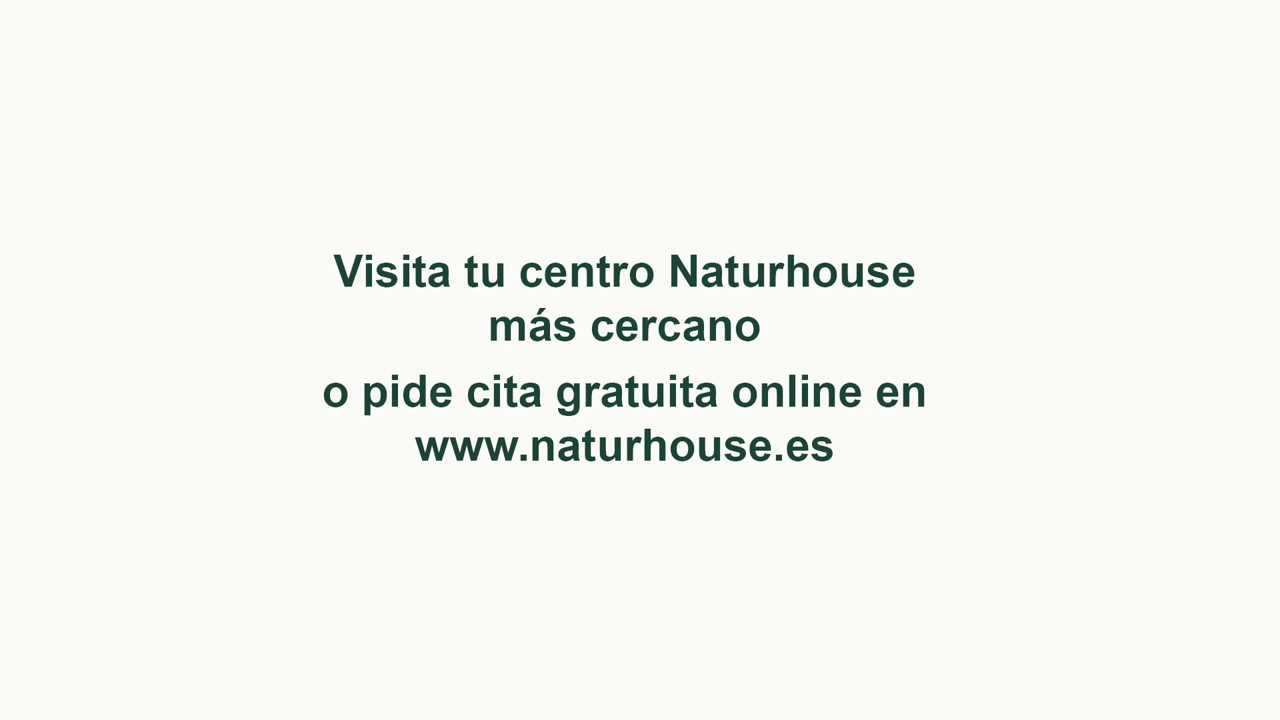 Visita tu centro Naturhouse
más cercano
o pide cita gratuita online en
www.naturhouse.es